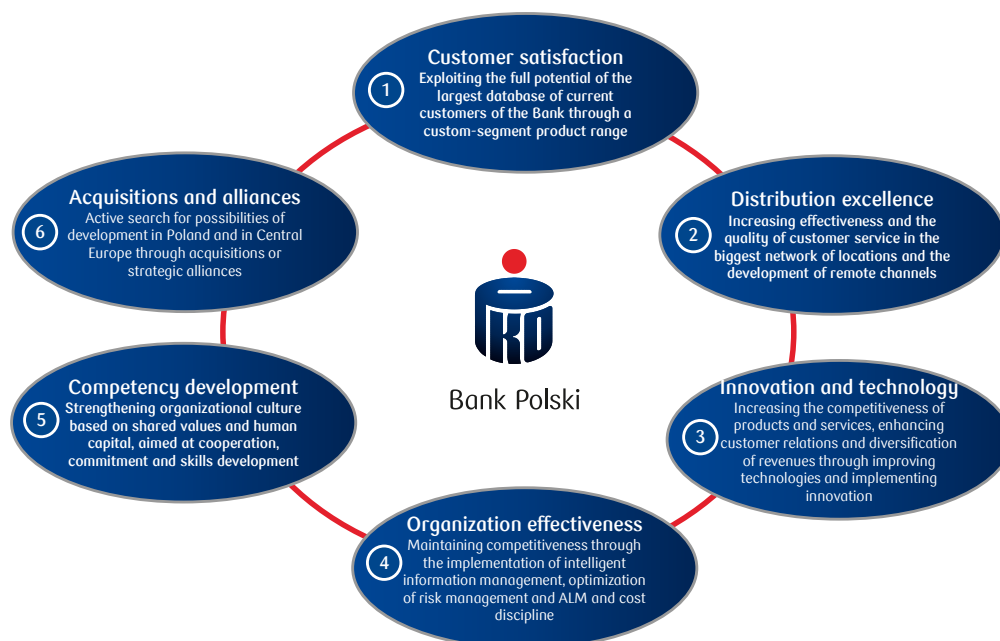 Customer satisfaction
1
Exploiting the full potential of the
largest database of current
customers of the Bank through a
custom-segment product range
Distribution excellence
2
Increasing effectiveness and the
quality of customer service in the
biggest network of locations and the
development of remote channels
Innovation and technology
3
Increasing the competitiveness of
products and services, enhancing
customer relations and diversification
of revenues through improving
technologies and implementing
innovation
Organization effectiveness
4
Maintaining competitiveness through
the implementation of intelligent
information management, optimization
of risk management and ALM and cost
discipline
Competency development
5
Strengthening organizational culture
based on shared values and human
capital, aimed at cooperation,
commitment and skills development
Acquisitions and alliances
6
Active search for possibilities of
development in Poland and in Central
Europe through acquisitions or
strategic alliances
PKO
Bank Polski